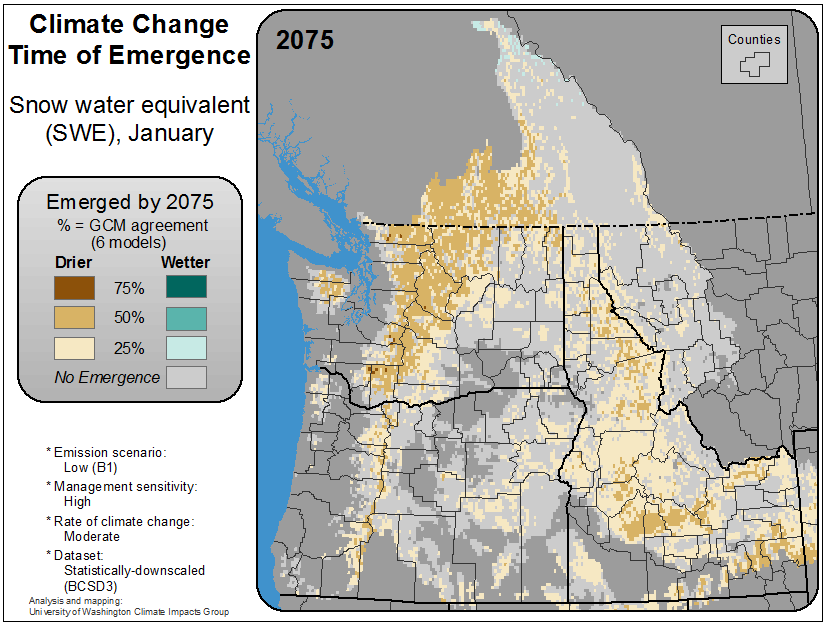 Climate Change
Time of Emergence
Snow water equivalent
(SWE), January
Emerged by 2075
% = GCM agreement
(6 models)
Drier Wetter
75%
50%
25%
No Emergence
* Emission scenario:
Low (B1)
* Management sensitivity:
High
* Rate of climate change:
Moderate
* Dataset:
Statistically-downscaled
(BCSD3)
Analysis and mapping:
University of Washington Climate Impacts Group
2075
Counties